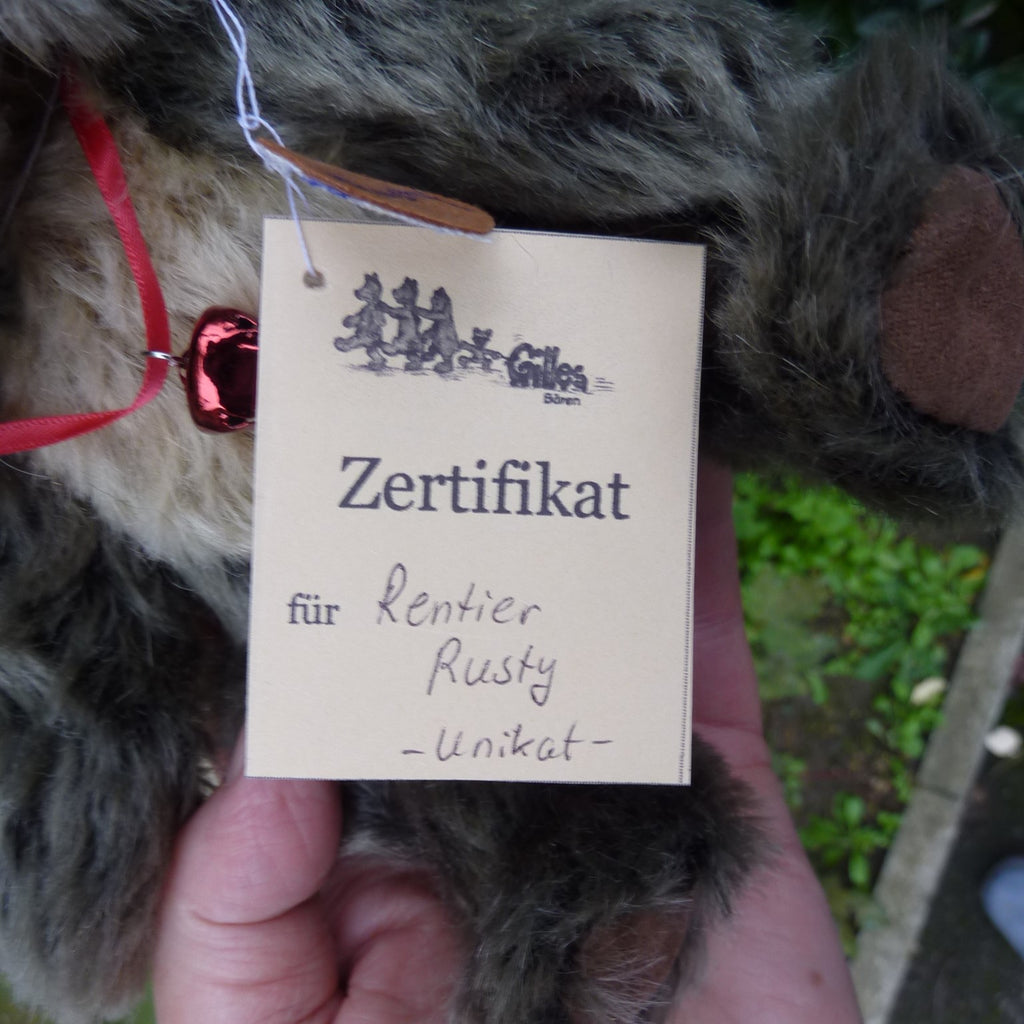 Gilles
Bären
Zertifikat
für Rentier
Rusty
- Unikat -